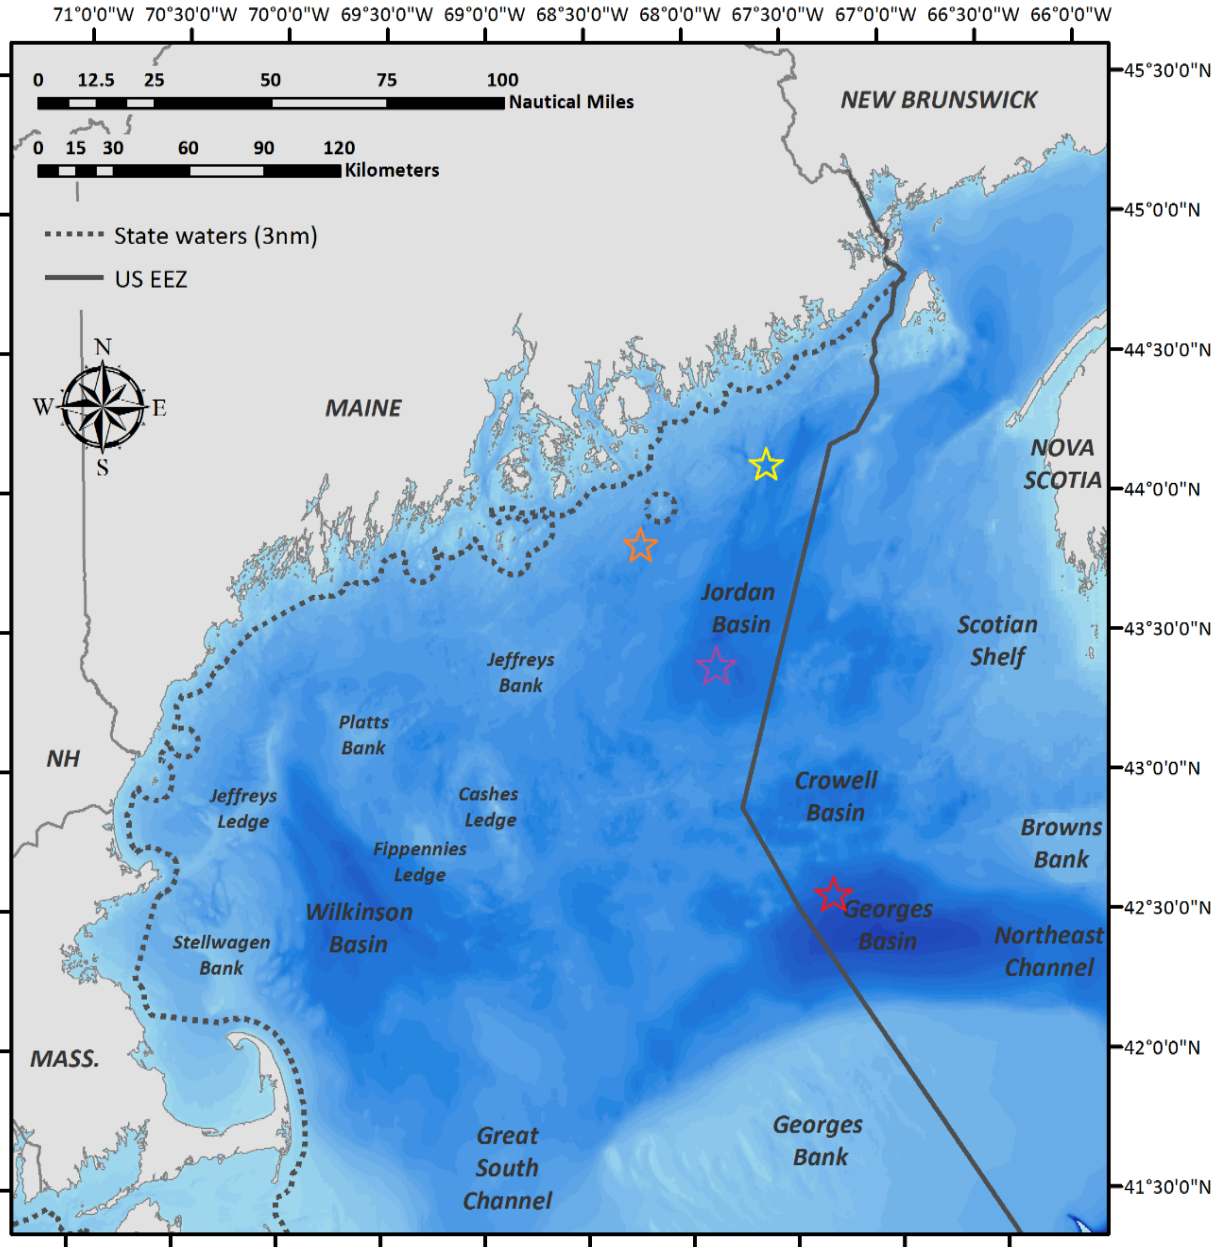 71°0'0"W 70°30'0"W 70°0'0"W 69°30'0"W 69°0'0"W 68°30'0"W 68°0'0"W 67°30'0"W 67°0'0"W 66°30'0"W 66°0'0"W
0 12.5 25 50 75 100
Nautical Miles
0 15 30 60 90 120
Kilometers
State waters (3nm)
US EEZ
N
W E
S
NEW BRUNSWICK
MAINE
NOVA
SCOTIA
Jordan
Basin
Scotian
Shelf
Jeffreys
Bank
Platts
Bank
NH
Jeffreys
Ledge
Cashes
Ledge
Crowell
Basin
Browns
Bank
Fippennies
Ledge
Wilkinson
Basin
Georges
Basin
Northeast
Channel
Stellwagen
Bank
MASS.
Great
South
Channel
Georges
Bank
45°30'0"N
45°0'0"N
44°30'0"N
44°0'0"N
43°30'0"N
43°0'0"N
42°30'0"N
42°0'0"N
41°30'0"N